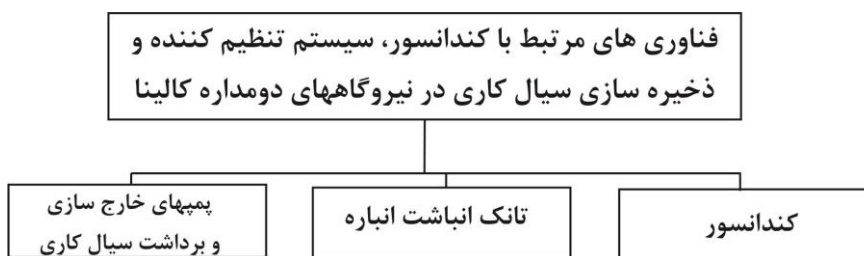 فناوری های مرتبط با کندانسور، سیستم تنظیم کننده و
ذخیره سازی سیال کاری در نیروگاههای دومداره کالینا
کندانسور
تانک انباشت انباره
پمپهای خارج سازی
و برداشت سیال کاری